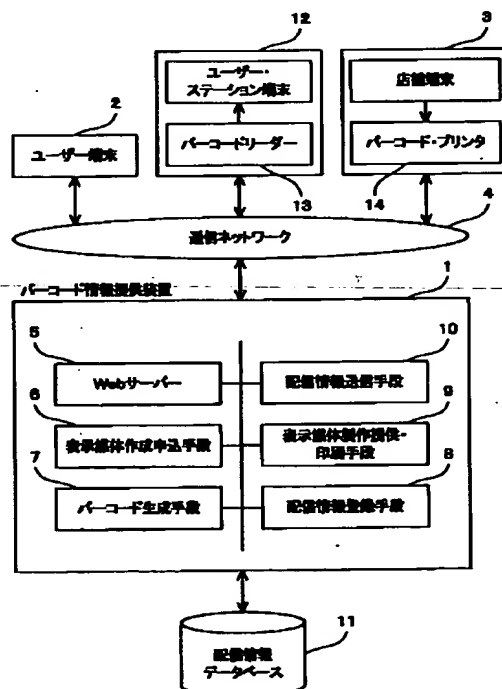 12
3
ユーザー・
ステーション端末
店舗端末
2
ユーザー端末
バーコードリーダー
バーコード・プリンタ
13
14
4
通信ネットワーク
バーコード情報提供装置
1
5
10
Webサーバー
配信情報送信手段
6
9
表示媒体作成申込手段
表示媒体製作提供・
印刷手段
7
8
バーコード生成手段
配信情報登録手段
11
配信情報
データベース